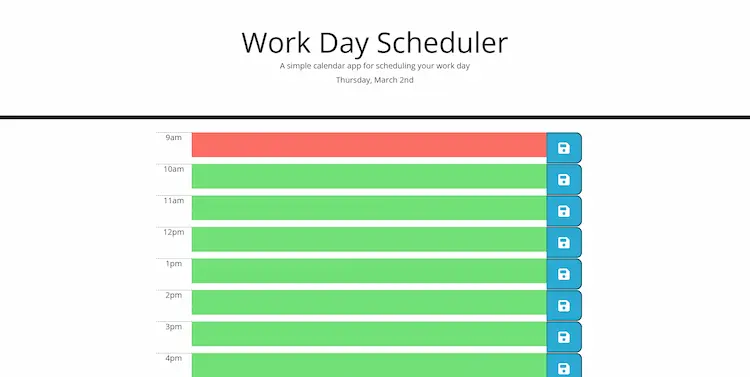 Work Day Scheduler
A simple calendar app for scheduling your work day
Thursday, March 2nd
9am
10am
11am
12pm
1pm
2pm
3pm
4pm